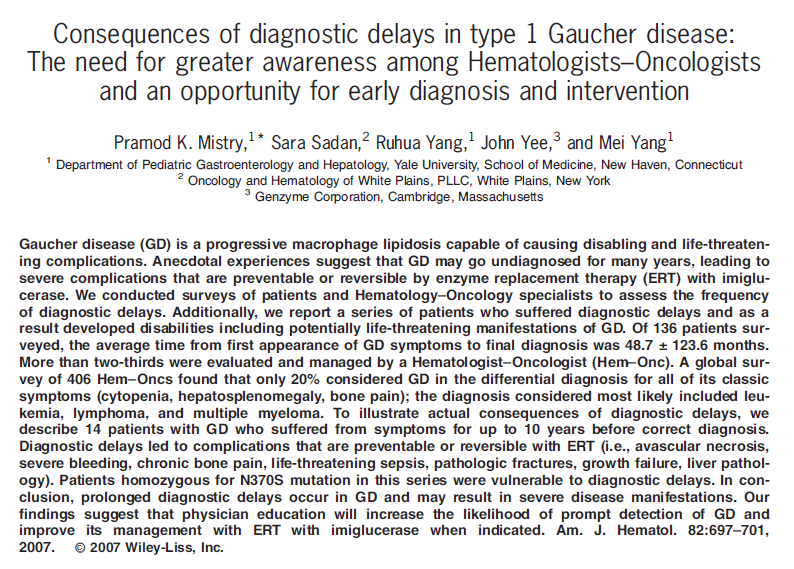 Consequences of diagnostic delays in type 1 Gaucher disease:
The need for greater awareness among Hematologists–Oncologists
and an opportunity for early diagnosis and intervention
Pramod K. Mistry,1* Sara Sadan,2 Ruhua Yang,1 John Yee,3 and Mei Yang1
1 Department of Pediatric Gastroenterology and Hepatology, Yale University, School of Medicine, New Haven, Connecticut
2 Oncology and Hematology of White Plains, PLLC, White Plains, New York
3 Genzyme Corporation, Cambridge, Massachusetts
Gaucher disease (GD) is a progressive macrophage lipidosis capable of causing disabling and life-threaten-
ing complications. Anecdotal experiences suggest that GD may go undiagnosed for many years, leading to
severe complications that are preventable or reversible by enzyme replacement therapy (ERT) with imiglu-
cerase. We conducted surveys of patients and Hematology–Oncology specialists to assess the frequency
of diagnostic delays. Additionally, we report a series of patients who suffered diagnostic delays and as a
result developed disabilities including potentially life-threatening manifestations of GD. Of 136 patients sur-
veyed, the average time from first appearance of GD symptoms to final diagnosis was 48.7 ± 123.6 months.
More than two-thirds were evaluated and managed by a Hematologist–Oncologist (Hem–Onc). A global sur-
vey of 406 Hem–Oncs found that only 20% considered GD in the differential diagnosis for all of its classic
symptoms (cytopenia, hepatosplenomegaly, bone pain); the diagnosis considered most likely included leu-
kemia, lymphoma, and multiple myeloma. To illustrate actual consequences of diagnostic delays, we
describe 14 patients with GD who suffered from symptoms for up to 10 years before correct diagnosis.
Diagnostic delays led to complications that are preventable or reversible with ERT (i.e., avascular necrosis,
severe bleeding, chronic bone pain, life-threatening sepsis, pathologic fractures, growth failure, liver pathol-
ogy). Patients homozygous for N370S mutation in this series were vulnerable to diagnostic delays. In con-
clusion, prolonged diagnostic delays occur in GD and may result in severe disease manifestations. Our
findings suggest that physician education will increase the likelihood of prompt detection of GD and
improve its management with ERT with imiglucerase when indicated. Am. J. Hematol. 82:697–701,
2007. © 2007 Wiley-Liss, Inc.